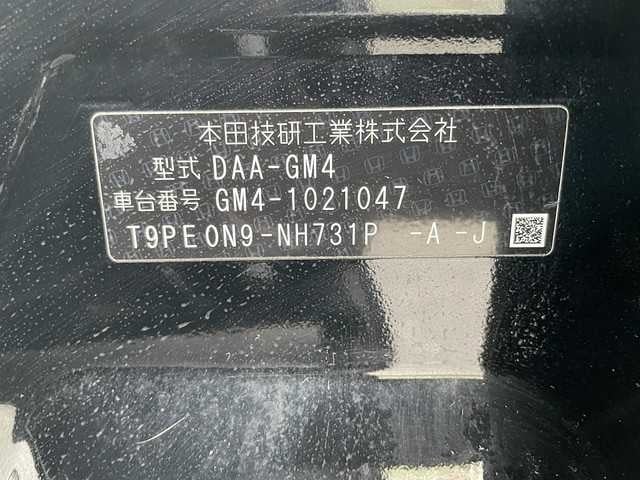 本田技研工業株式会社
型式 DAA-GM4
車台番号 GM4-1021047
T9PE0N9-NH731P -A-J